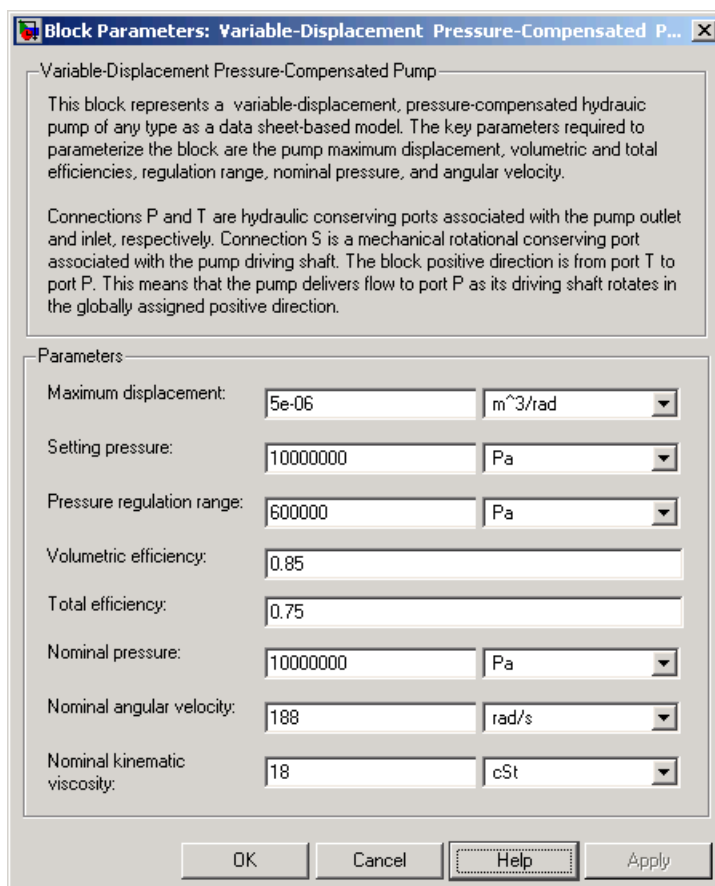 Block Parameters: Variable-Displacement Pressure-Compensated P...
Variable-Displacement Pressure-Compensated Pump
This block represents a variable-displacement, pressure-compensated hydrauic
pump of any type as a data sheet-based model. The key parameters required to
parameterize the block are the pump maximum displacement, volumetric and total
efficiencies, regulation range, nominal pressure, and angular velocity.
Connections P and T are hydraulic conserving ports associated with the pump outlet
and inlet, respectively. Connection S is a mechanical rotational conserving port
associated with the pump driving shaft. The block positive direction is from port T to
port P. This means that the pump delivers flow to port P as its driving shaft rotates in
the globally assigned positive direction.
Parameters
Maximum displacement: 5e-06 m^3/rad
Setting pressure: 10000000 Pa
Pressure regulation range: 600000 Pa
Volumetric efficiency: 0.85
Total efficiency: 0.75
Nominal pressure: 10000000 Pa
Nominal angular velocity: 188 rad/s
Nominal kinematic
viscosity: 18 cSt
OK Cancel Help Apply